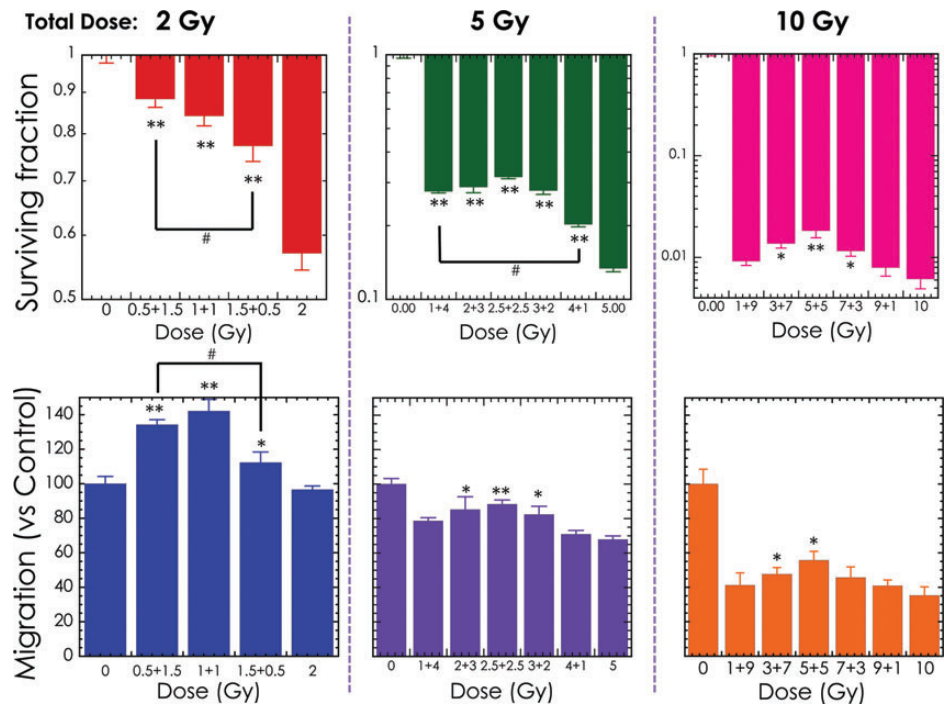 Total Dose: 2 Gy 5 Gy 10 Gy
Surviving fraction
1
0.9
0.8
0.7
0.6
0.5
** ** **
#
0 0.5+1.5 1+1 1.5+0.5 2
Dose (Gy)
1
0.1
** ** ** ** **
#
0.00 1+4 2+3 2.5+2.5 3+2 4+1 5.00
Dose (Gy)
1
0.1
0.01
* ** *
0.00 1+9 3+7 5+5 7+3 9+1 10
Dose (Gy)
Migration (vs Control)
140
120
100
80
60
40
20
0
#
** ** *
0 0.5+1.5 1+1 1.5+0.5 2
Dose (Gy)
* ** *
0 1+4 2+3 2.5+2.5 3+2 4+1 5
Dose (Gy)
* *
0 1+9 3+7 5+5 7+3 9+1 10
Dose (Gy)